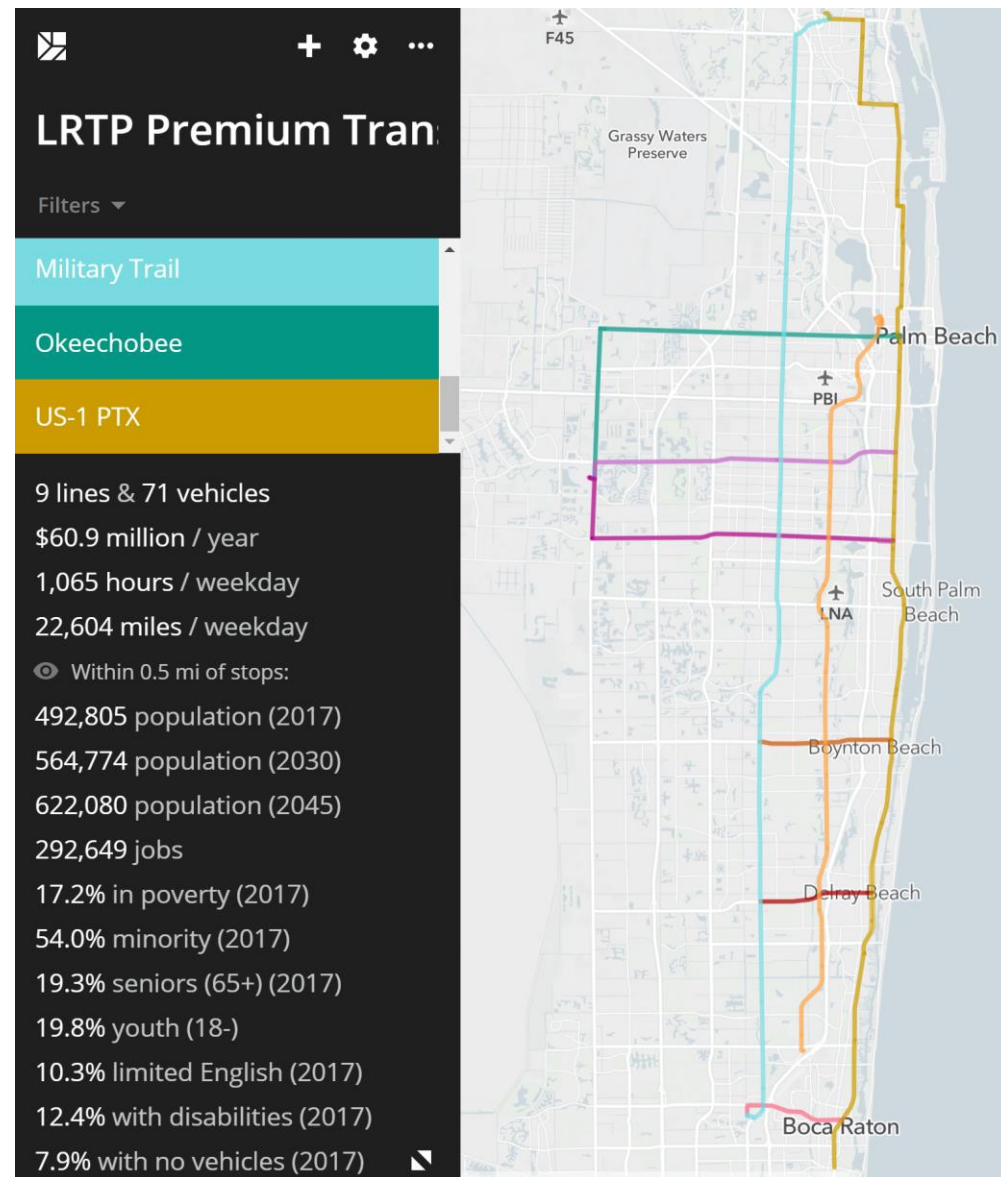 LRTP Premium Tran
Filters
Military Trail
Okeechobee
US-1 PTX
9 lines & 71 vehicles
$60.9 million / year
1,065 hours / weekday
22,604 miles / weekday
Within 0.5 mi of stops:
492,805 population (2017)
564,774 population (2030)
622,080 population (2045)
292,649 jobs
17.2% in poverty (2017)
54.0% minority (2017)
19.3% seniors (65+) (2017)
19.8% youth (18-)
10.3% limited English (2017)
12.4% with disabilities (2017)
7.9% with no vehicles (2017)
F45
Grassy Waters
Preserve
Palm Beach
PBI
South Palm
Beach
LNA
Boynton Beach
Delray Beach
Boca Raton